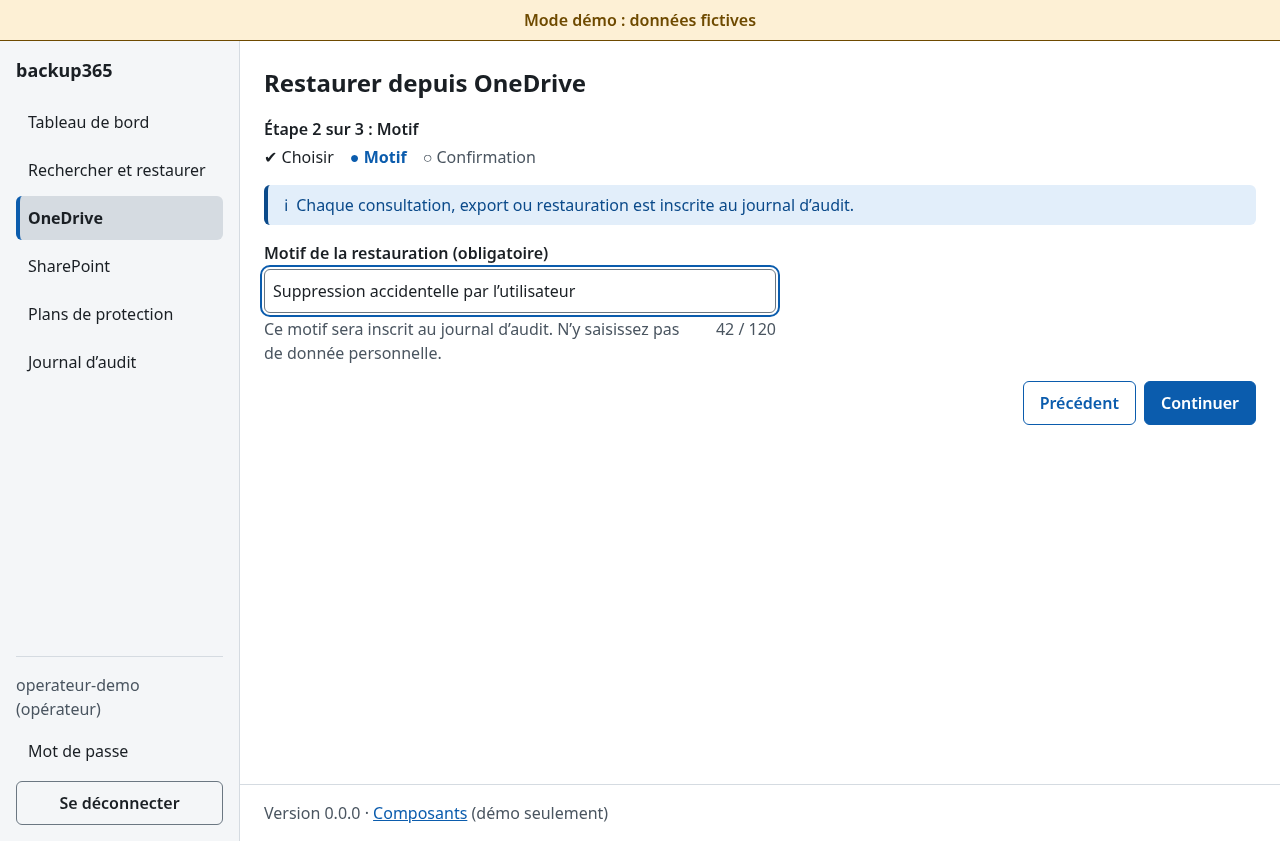 Mode démo : données fictives
backup365
Tableau de bord
Rechercher et restaurer
OneDrive
SharePoint
Plans de protection
Journal d’audit
operateur-demo
(opérateur)
Mot de passe
Se déconnecter
Restaurer depuis OneDrive
Étape 2 sur 3 : Motif
✔ Choisir ● Motif ○ Confirmation
i Chaque consultation, export ou restauration est inscrite au journal d’audit.
Motif de la restauration (obligatoire)
Suppression accidentelle par l’utilisateur
Ce motif sera inscrit au journal d’audit. N’y saisissez pas 42 / 120
de donnée personnelle.
Précédent Continuer
Version 0.0.0 · Composants (démo seulement)